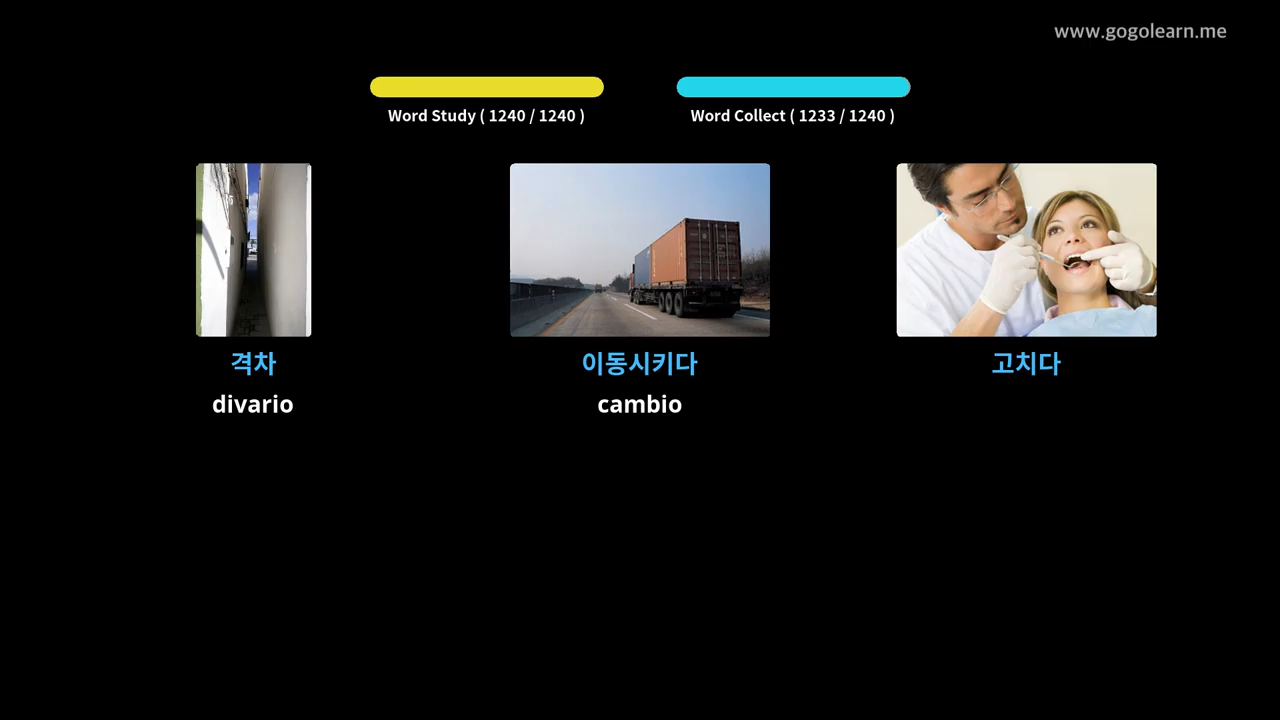 www.gogolearn.me
Word Study ( 1240 / 1240 )
Word Collect ( 1233 / 1240 )
격차
이동시키다
고치다
divario
cambio